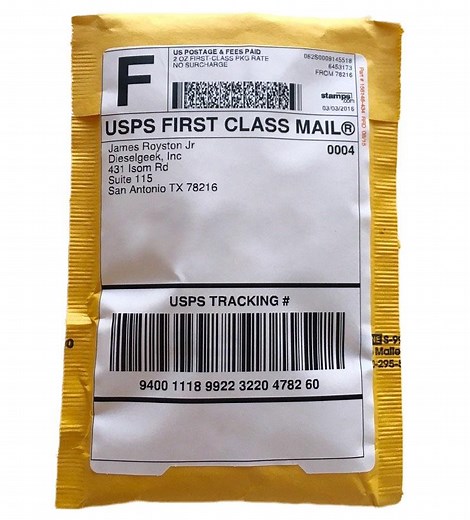 F
US POSTAGE & FEES PAID
2 OZ FIRST-CLASS PKG RATE
NO SURCHARGE
062S0008145518
6453173
FROM 78216
stamps
.com
03/03/2016
USPS FIRST CLASS MAIL®
James Royston Jr
Dieselgeek, Inc
431 Isom Rd
Suite 115
San Antonio TX 78216
0004
USPS TRACKING #
9400 1118 9922 3220 4782 60